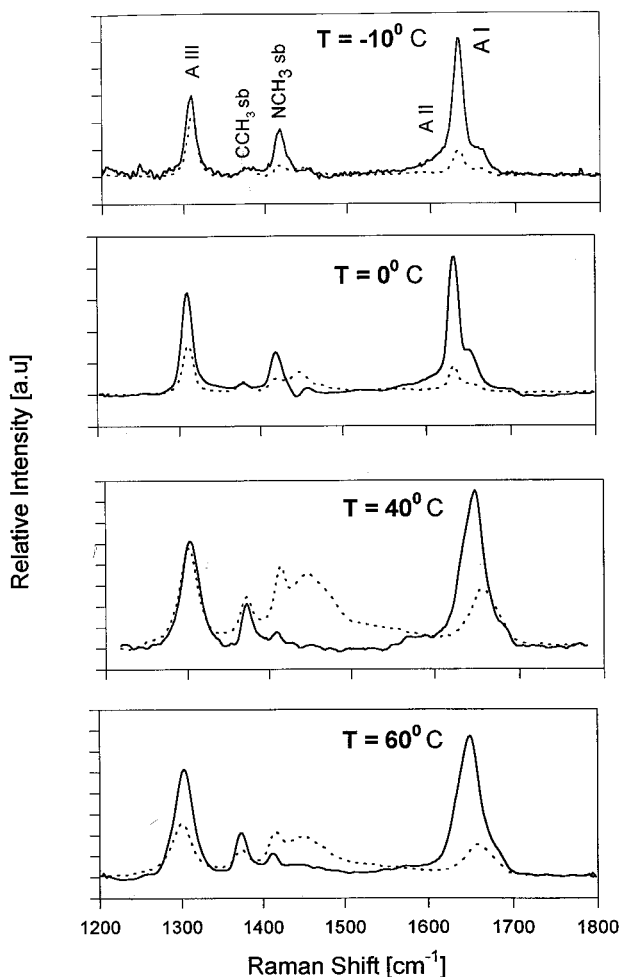 T = -10⁰ C
A III
CCH₃ sb
NCH₃ sb
A II
A I
T = 0⁰ C
T = 40⁰ C
T = 60⁰ C
Relative Intensity [a.u]
1200 1300 1400 1500 1600 1700 1800
Raman Shift [cm⁻¹]